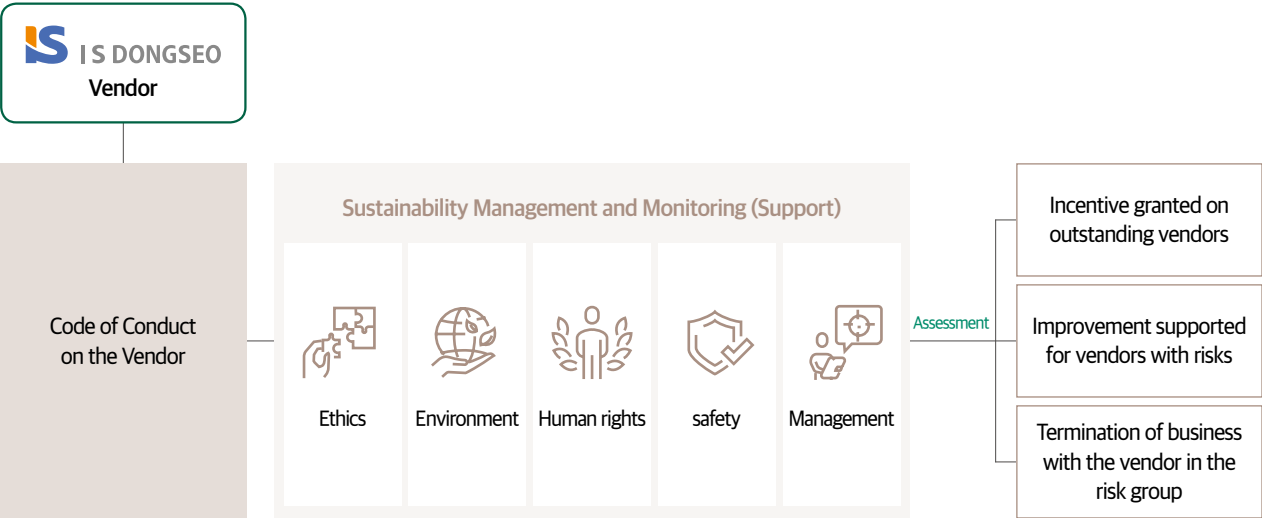 IS IS DONGSEO
Vendor
Code of Conduct
on the Vendor
Sustainability Management and Monitoring (Support)
Ethics
Environment
Human rights
safety
Management
Assessment
Incentive granted on
outstanding vendors
Improvement supported
for vendors with risks
Termination of business
with the vendor in the
risk group